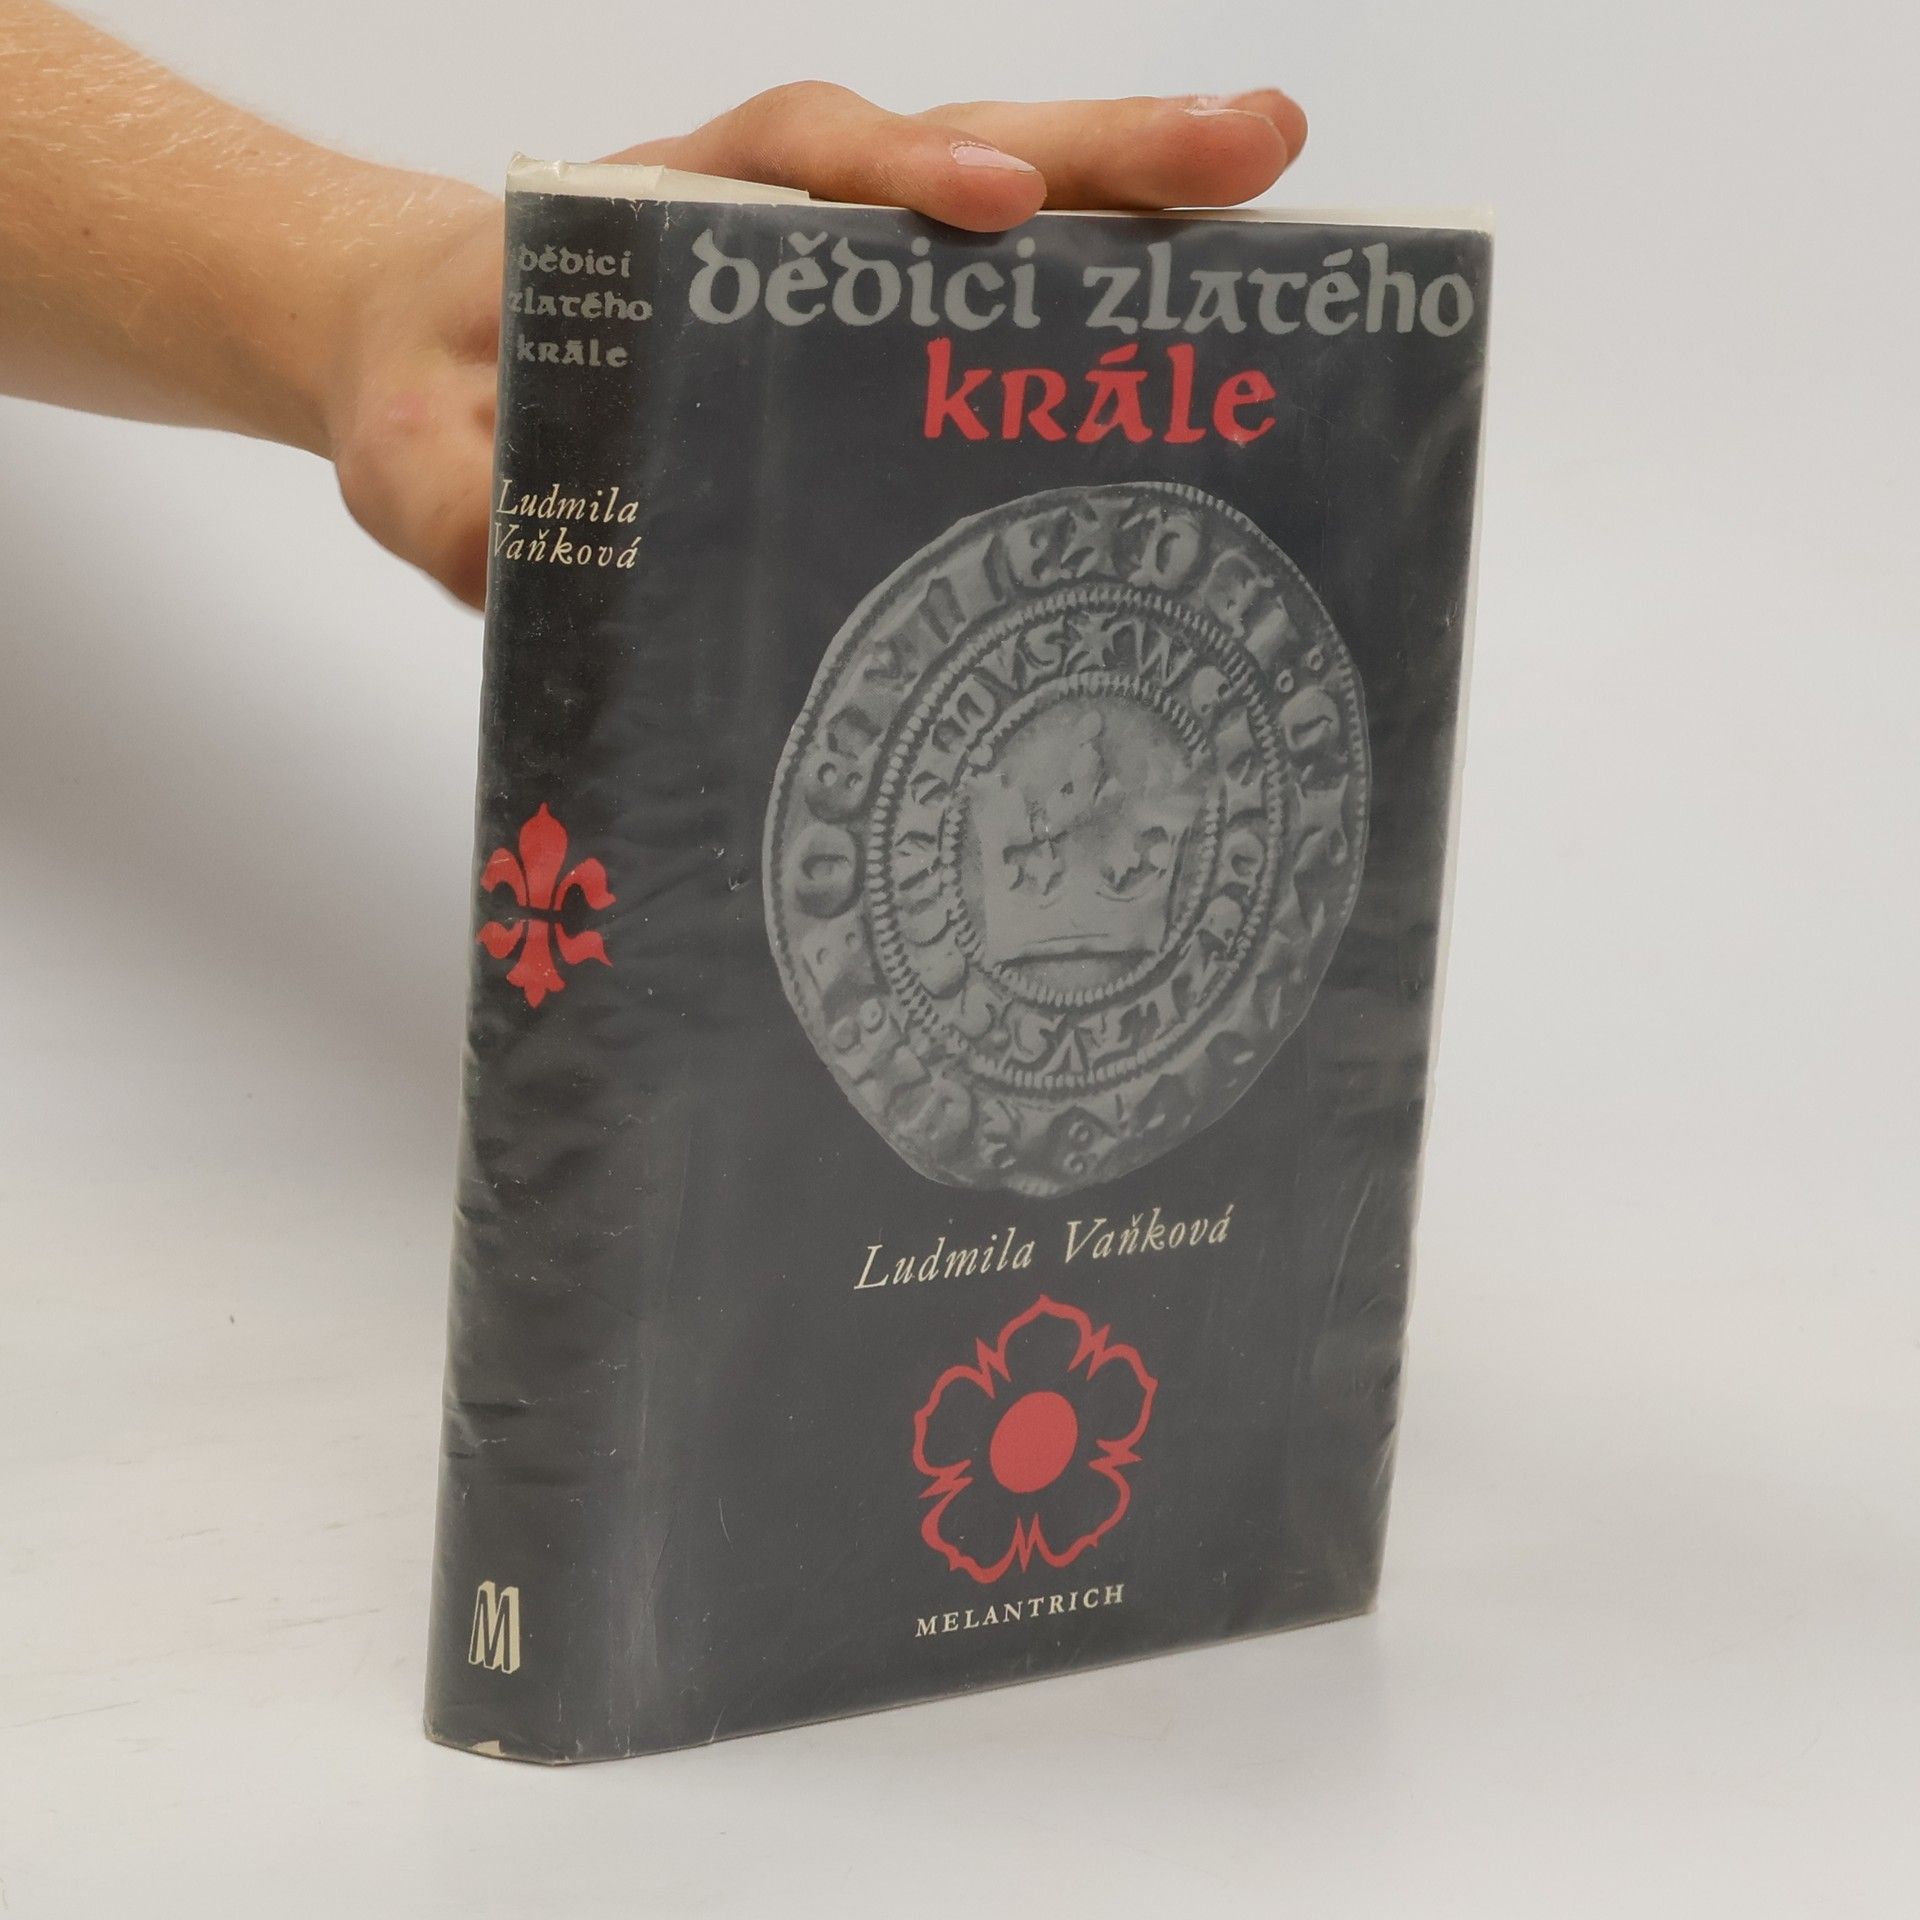 dědici
zlatého
krále
Ludmila
Vaňková
M
dědici zlatého
krále
Ludmila Vaňková
MELANTRICH